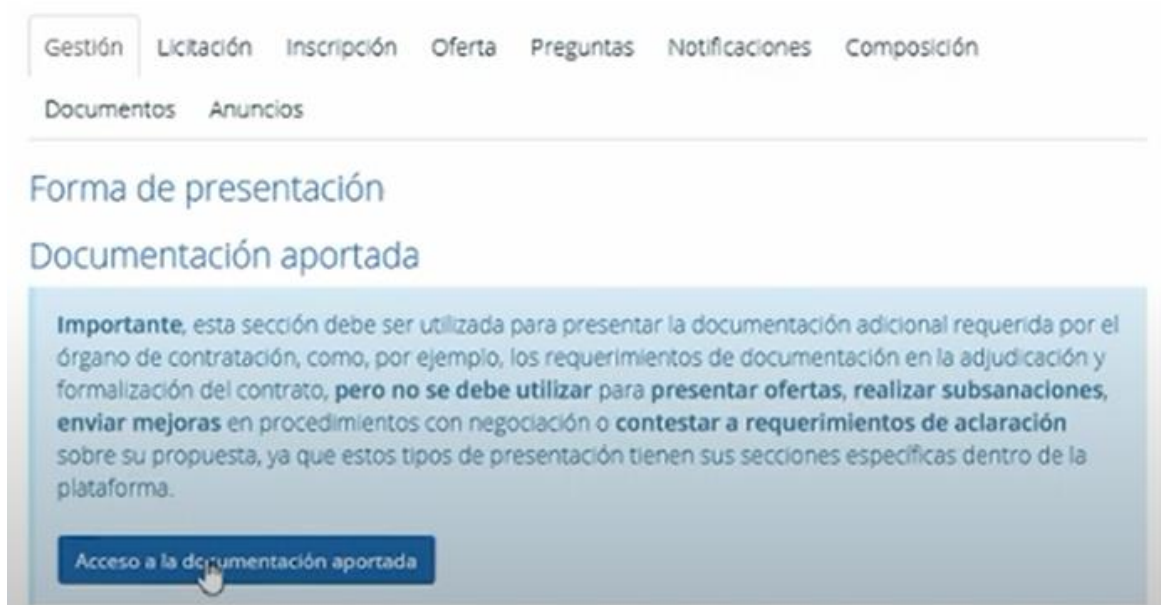 Gestión Licitación Inscripción Oferta Preguntas Notificaciones Composición
Documentos Anuncios
Forma de presentación
Documentación aportada
Importante, esta sección debe ser utilizada para presentar la documentación adicional requerida por el
órgano de contratación, como, por ejemplo, los requerimientos de documentación en la adjudicación y
formalización del contrato, pero no se debe utilizar para presentar ofertas, realizar subsanaciones,
enviar mejoras en procedimientos con negociación o contestar a requerimientos de aclaración
sobre su propuesta, ya que estos tipos de presentación tienen sus secciones específicas dentro de la
plataforma.
Acceso a la documentación aportada